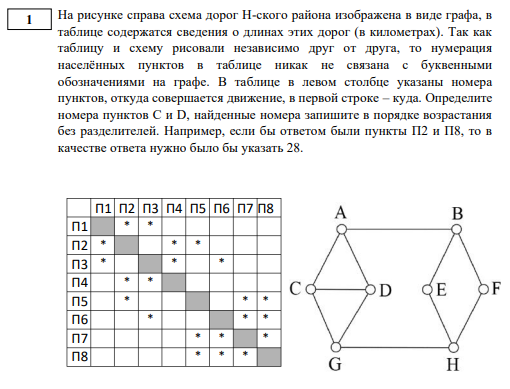 1
На рисунке справа схема дорог Н-ского района изображена в виде графа, в
таблице содержатся сведения о длинах этих дорог (в километрах). Так как
таблицу и схему рисовали независимо друг от друга, то нумерация
населённых пунктов в таблице никак не связана с буквенными
обозначениями на графе. В таблице в левом столбце указаны номера
пунктов, откуда совершается движение, в первой строке – куда. Определите
номера пунктов C и D, найденные номера запишите в порядке возрастания
без разделителей. Например, если бы ответом были пункты П2 и П8, то в
качестве ответа нужно было бы указать 28.
П1 П2 П3 П4 П5 П6 П7 П8
П1 * *
П2 * * *
П3 * * *
П4 * *
П5 * * *
П6 * * *
П7 * * *
П8 * * *
A B
C D E F
G H